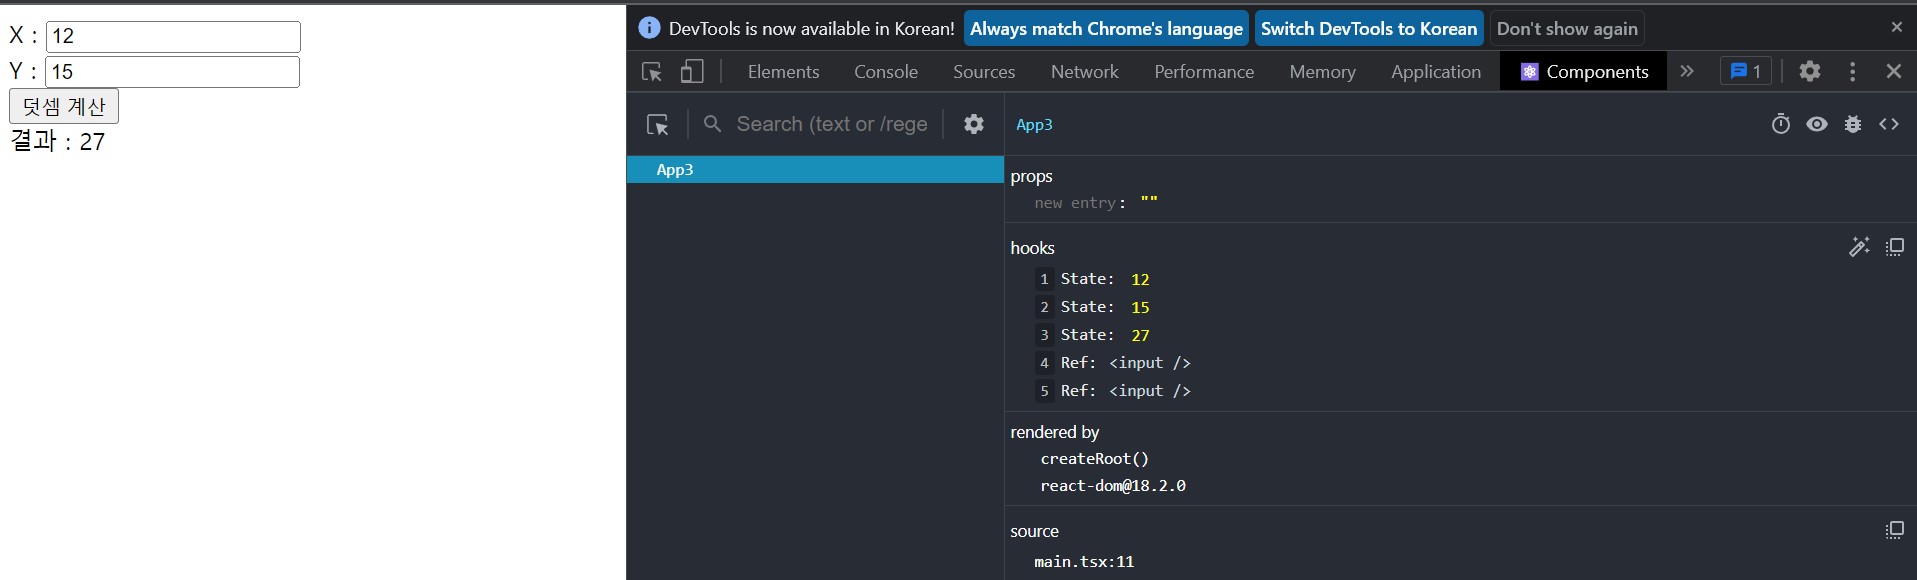 X : 12
Y : 15
덧셈 계산
결과 : 27
DevTools is now available in Korean! Always match Chrome's language Switch DevTools to Korean Don't show again ×
Elements Console Sources Network Performance Memory Application Components » 1
Search (text or /rege
App3
App3
props
new entry: ""
hooks
1 State: 12
2 State: 15
3 State: 27
4 Ref: <input />
5 Ref: <input />
rendered by
createRoot()
react-dom@18.2.0
source
main.tsx:11